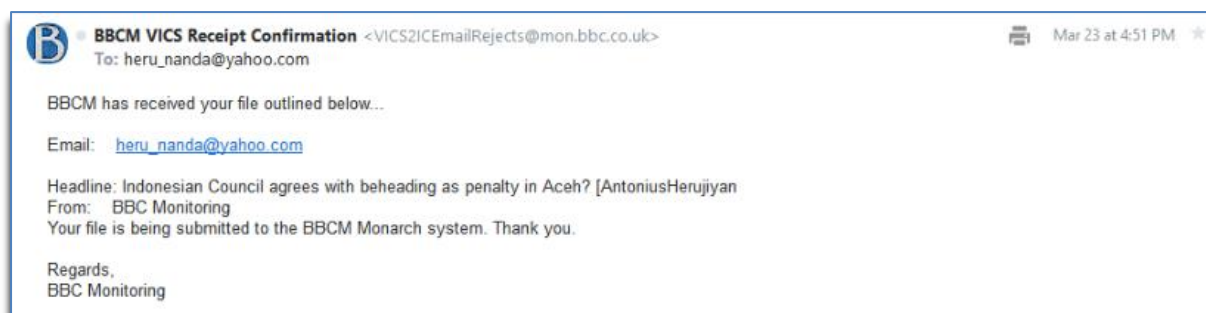 B
BBCM VICS Receipt Confirmation <VICS2ICEmailRejects@mon.bbc.co.uk>
Mar 23 at 4:51 PM
To: heru_nanda@yahoo.com
BBCM has received your file outlined below...
Email: heru_nanda@yahoo.com
Headline: Indonesian Council agrees with beheading as penalty in Aceh? [AntoniusHerujiyan
From: BBC Monitoring
Your file is being submitted to the BBCM Monarch system. Thank you.
Regards,
BBC Monitoring